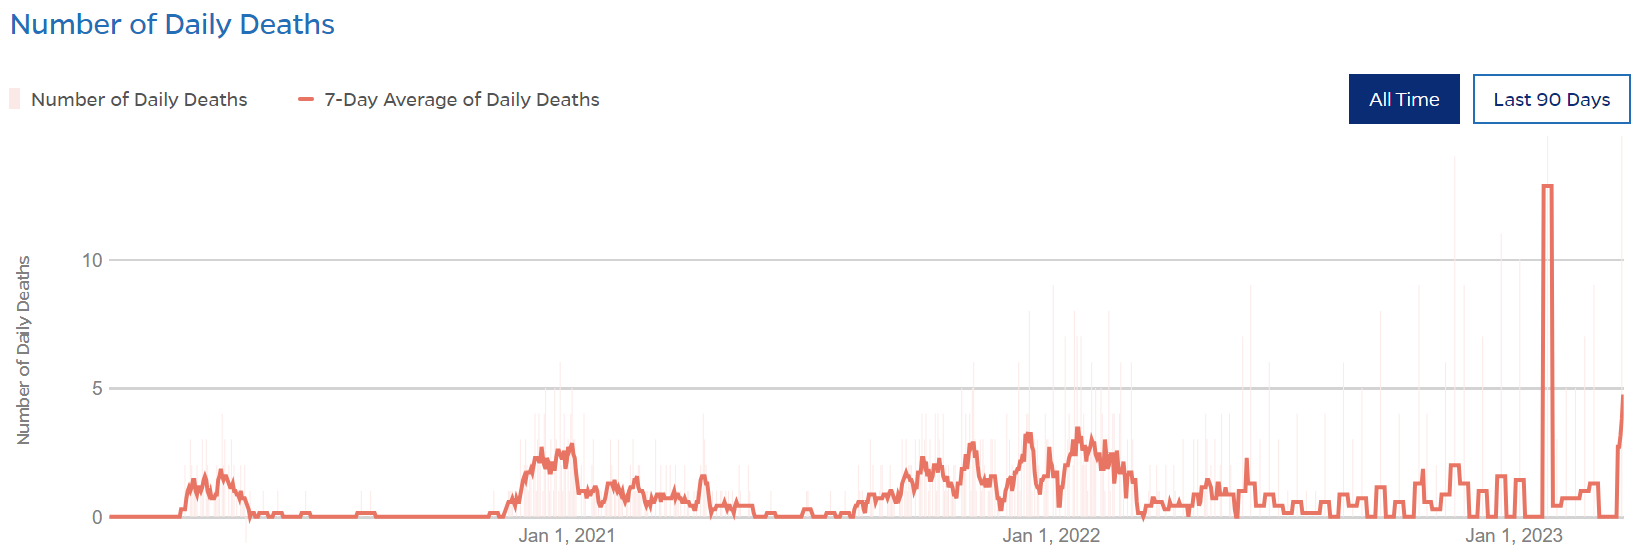 Number of Daily Deaths
Number of Daily Deaths
7-Day Average of Daily Deaths
All Time
Last 90 Days
Number of Daily Deaths
10
5
0
Jan 1, 2021
Jan 1, 2022
Jan 1, 2023